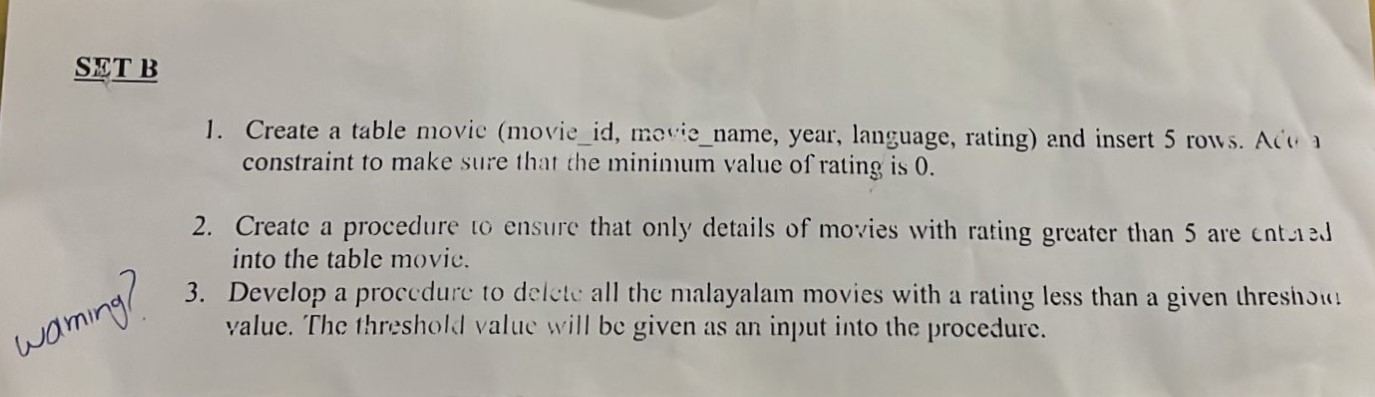 SET B
1. Create a table movie (movie_id, movie_name, year, language, rating) and insert 5 rows. Add a
constraint to make sure that the minimum value of rating is 0.
2. Create a procedure to ensure that only details of movies with rating greater than 5 are entered
into the table movie.
3. Develop a procedure to delete all the malayalam movies with a rating less than a given threshold
value. The threshold value will be given as an input into the procedure.
warning?